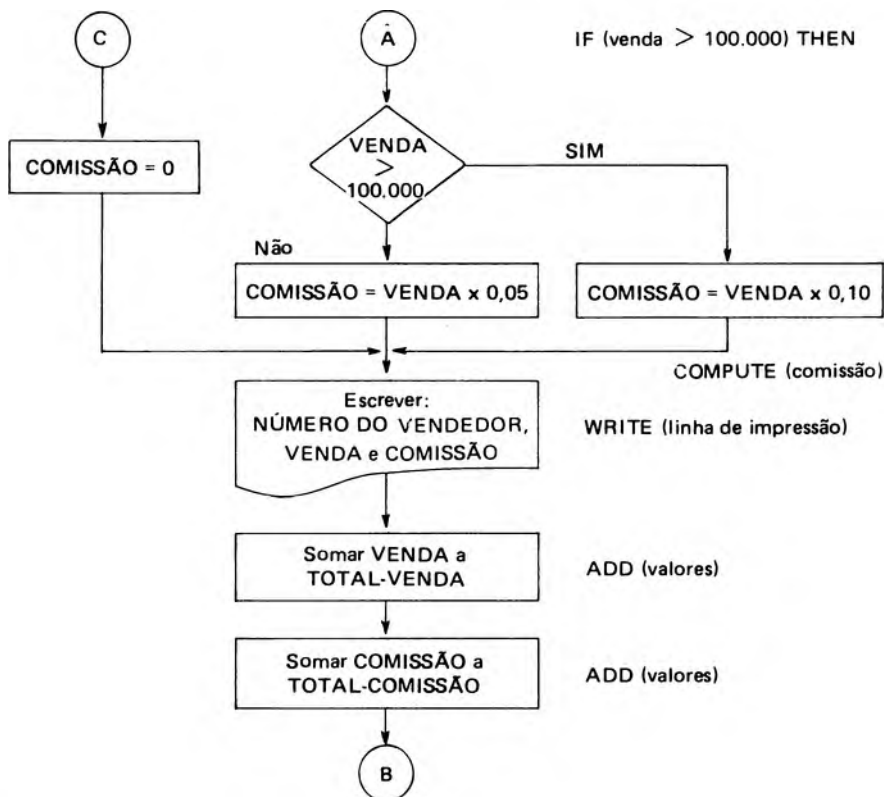 C
A
IF (venda > 100.000) THEN
COMISSÃO = 0
VENDA
>
100.000
SIM
Não
COMISSÃO = VENDA x 0,05
COMISSÃO = VENDA x 0,10
COMPUTE (comissão)
Escrever:
NÚMERO DO VENDEDOR,
VENDA e COMISSÃO
WRITE (linha de impressão)
Somar VENDA a
TOTAL-VENDA
ADD (valores)
Somar COMISSÃO a
TOTAL-COMISSÃO
ADD (valores)
B